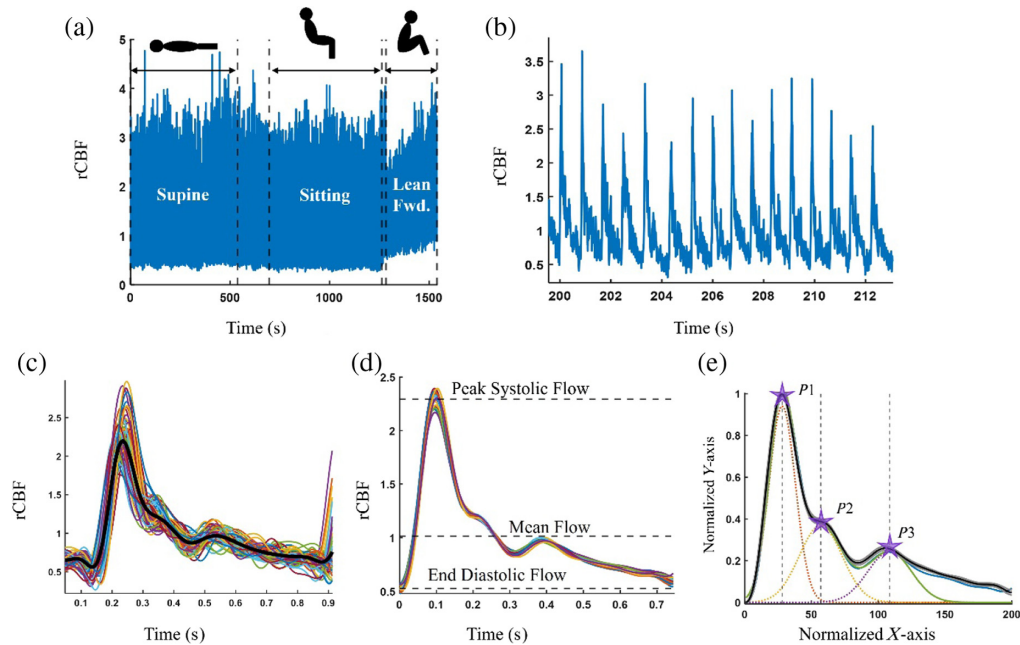 (a)
5
4
3
2
1
0
rCBF
Supine
Sitting
Lean
Fwd.
0 500 1000 1500
Time (s)
(b)
3.5
3
2.5
2
1.5
1
0.5
rCBF
200 202 204 206 208 210 212
Time (s)
(c)
3
2.5
2
1.5
1
0.5
rCBF
0.1 0.2 0.3 0.4 0.5 0.6 0.7 0.8 0.9
Time (s)
(d)
2.5
2
1.5
1
0.5
rCBF
Peak Systolic Flow
Mean Flow
End Diastolic Flow
0 0.1 0.2 0.3 0.4 0.5 0.6 0.7
Time (s)
(e)
1
0.8
0.6
0.4
0.2
0
Normalized Y-axis
P1
P2
P3
0 50 100 150 200
Normalized X-axis